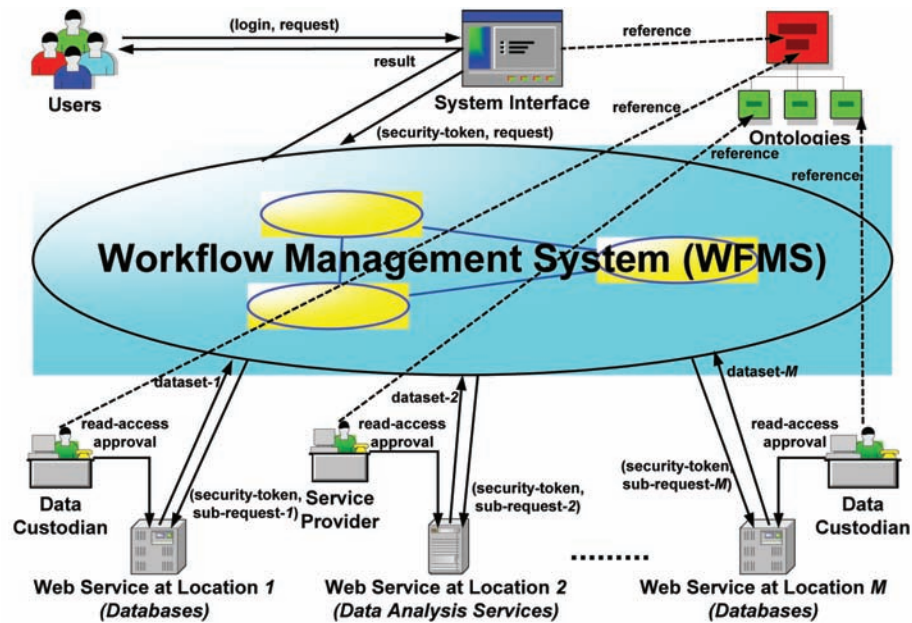 (login, request)
result
Users
System Interface
reference
Ontologies
reference
(security-token, request)
reference
reference
Workflow Management System (WFMS)
dataset-1
dataset-2
dataset-M
read-access
approval
read-access
approval
read-access
approval
Data
Custodian
(security-token,
sub-request-1)
Service
Provider
(security-token,
sub-request-2)
(security-token,
sub-request-M)
Data
Custodian
..........
Web Service at Location 1
(Databases)
Web Service at Location 2
(Data Analysis Services)
Web Service at Location M
(Databases)